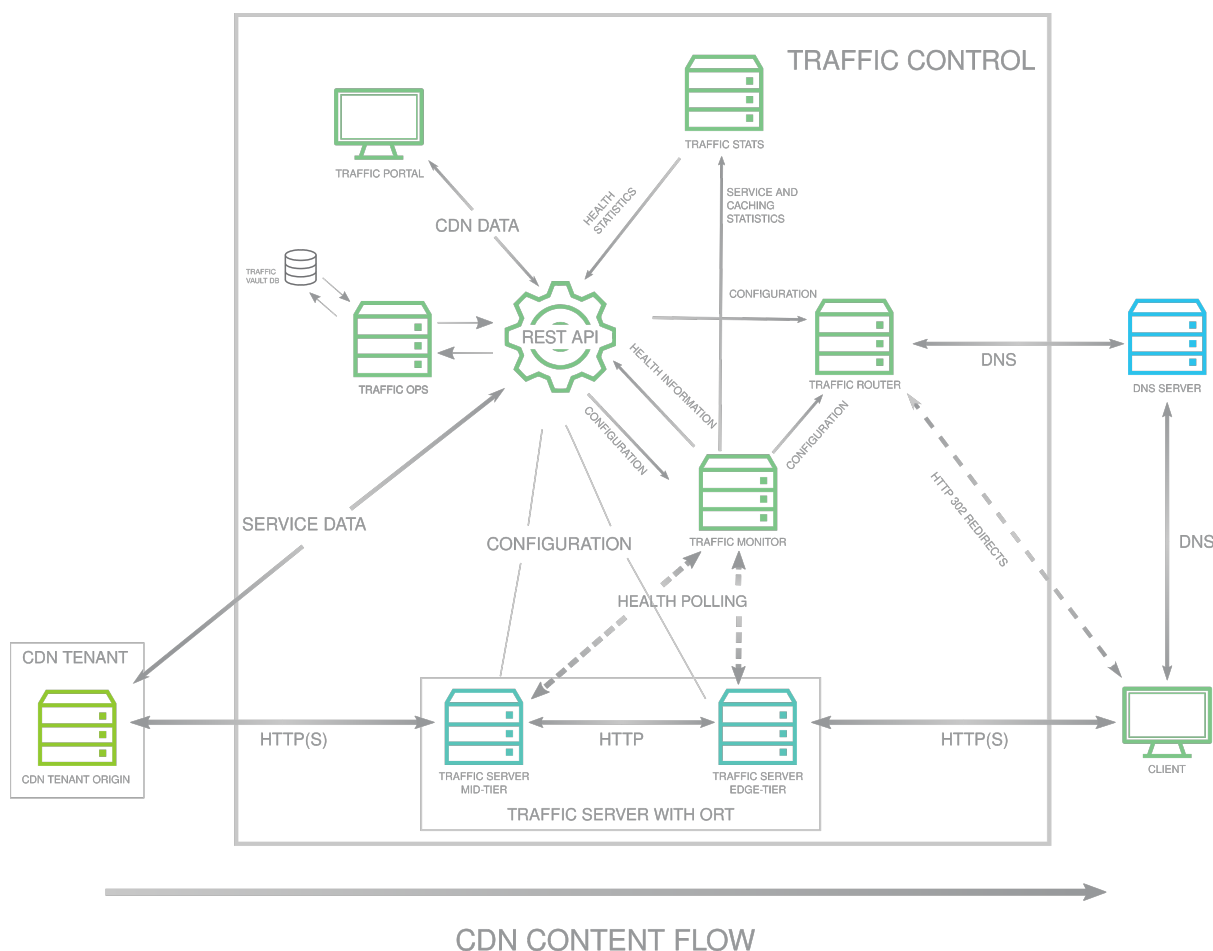 TRAFFIC CONTROL
TRAFFIC STATS
TRAFFIC PORTAL
HEALTH
STATISTICS
SERVICE AND
CACHING
STATISTICS
CDN DATA
TRAFFIC
VAULT DB
CONFIGURATION
REST API
TRAFFIC OPS
HEALTH INFORMATION
TRAFFIC ROUTER
DNS
DNS SERVER
CONFIGURATION
CONFIGURATION
SERVICE DATA
CONFIGURATION
TRAFFIC MONITOR
HTTP 302 REDIRECTS
DNS
HEALTH POLLING
CDN TENANT
HTTP(S)
HTTP
HTTP(S)
CDN TENANT ORIGIN
TRAFFIC SERVER
MID-TIER
TRAFFIC SERVER
EDGE-TIER
CLIENT
TRAFFIC SERVER WITH ORT
CDN CONTENT FLOW